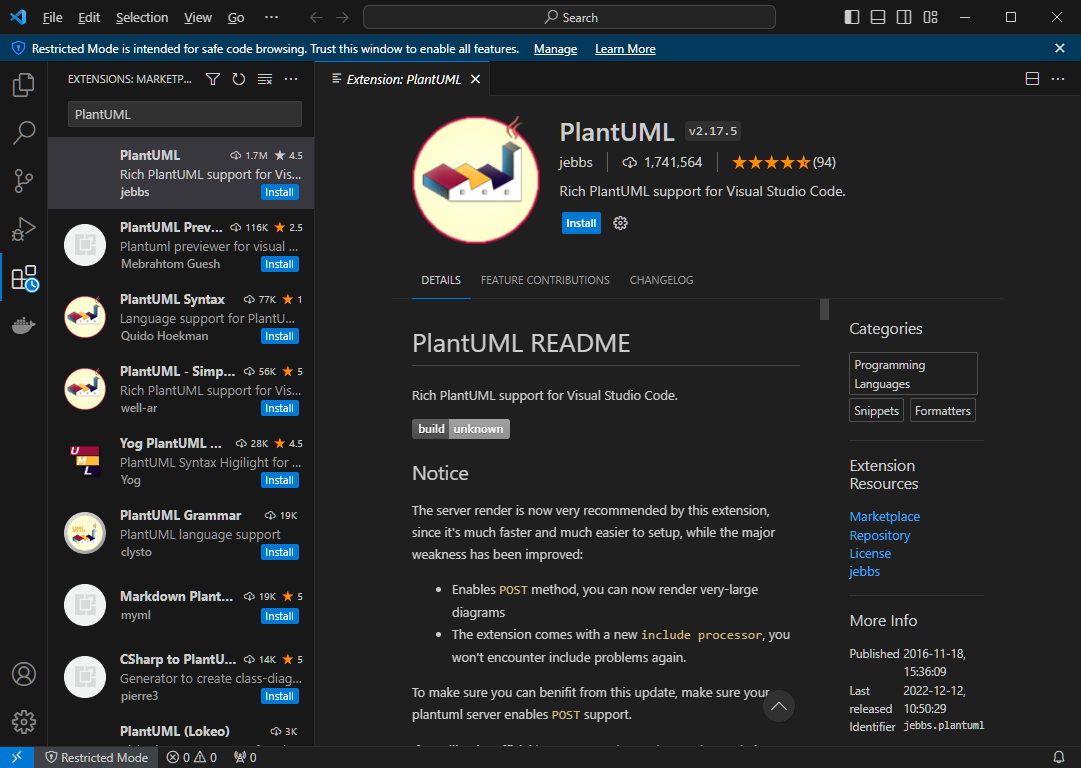 File Edit Selection View Go ···
Search
Restricted Mode is intended for safe code browsing. Trust this window to enable all features. Manage Learn More
EXTENSIONS: MARKETP...
PlantUML
PlantUML 1.7M ★ 4.5
Rich PlantUML support for Vis...
jebbs Install
PlantUML Prev... 116K ★ 2.5
Plantuml previewer for visual ...
Mebrahtom Guesh Install
PlantUML Syntax 77K ★ 1
Language support for PlantU...
Quido Hoekman Install
PlantUML - Simp... 56K ★ 5
Rich PlantUML support for Vis...
well-ar Install
UML
Yog PlantUML ... 28K ★ 4.5
PlantUML Syntax Higilight for ...
Yog Install
UML
PlantUML Grammar 19K
PlantUML language support
clysto Install
Markdown Plant... 19K ★ 5
myml Install
CSharp to PlantU... 14K ★ 5
Generator to create class-diag...
pierre3 Install
PlantUML (Lokeo) 3K
Extension: PlantUML
PlantUML v2.17.5
jebbs 1,741,564 ★★★★★(94)
Rich PlantUML support for Visual Studio Code.
Install
DETAILS FEATURE CONTRIBUTIONS CHANGELOG
PlantUML README
Rich PlantUML support for Visual Studio Code.
build unknown
Notice
The server render is now very recommended by this extension,
since it's much faster and much easier to setup, while the major
weakness has been improved:
• Enables POST method, you can now render very-large
diagrams
• The extension comes with a new include processor, you
won't encounter include problems again.
To make sure you can benifit from this update, make sure your
plantuml server enables POST support.
Categories
Programming
Languages
Snippets Formatters
Extension
Resources
Marketplace
Repository
License
jebbs
More Info
Published 2016-11-18,
15:36:09
Last 2022-12-12,
released 10:50:29
Identifier jebbs.plantuml
Restricted Mode 0 0 0